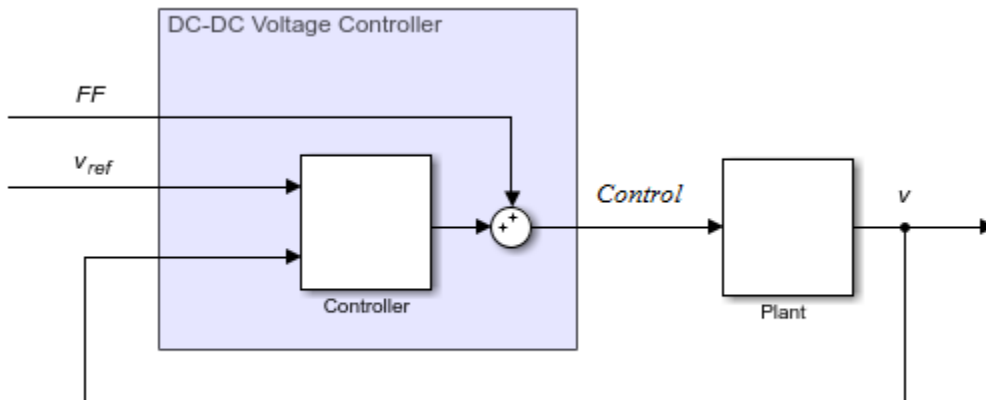 DC-DC Voltage Controller
FF
v_ref
Control
v
+
+
Controller
Plant